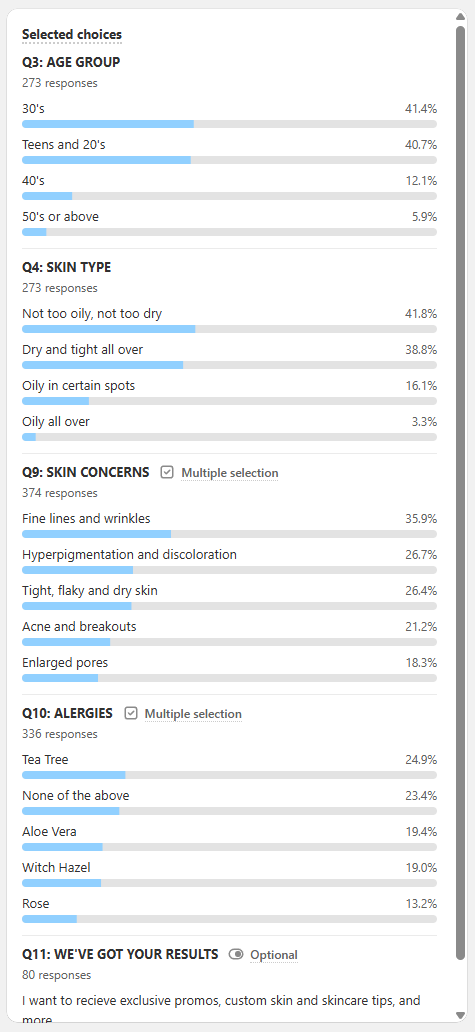 Selected choices
Q3: AGE GROUP
273 responses
30's 41.4%
Teens and 20's 40.7%
40's 12.1%
50's or above 5.9%
Q4: SKIN TYPE
273 responses
Not too oily, not too dry 41.8%
Dry and tight all over 38.8%
Oily in certain spots 16.1%
Oily all over 3.3%
Q9: SKIN CONCERNS Multiple selection
374 responses
Fine lines and wrinkles 35.9%
Hyperpigmentation and discoloration 26.7%
Tight, flaky and dry skin 26.4%
Acne and breakouts 21.2%
Enlarged pores 18.3%
Q10: ALERGIES Multiple selection
336 responses
Tea Tree 24.9%
None of the above 23.4%
Aloe Vera 19.4%
Witch Hazel 19.0%
Rose 13.2%
Q11: WE'VE GOT YOUR RESULTS Optional
80 responses
I want to recieve exclusive promos, custom skin and skincare tips, and
more